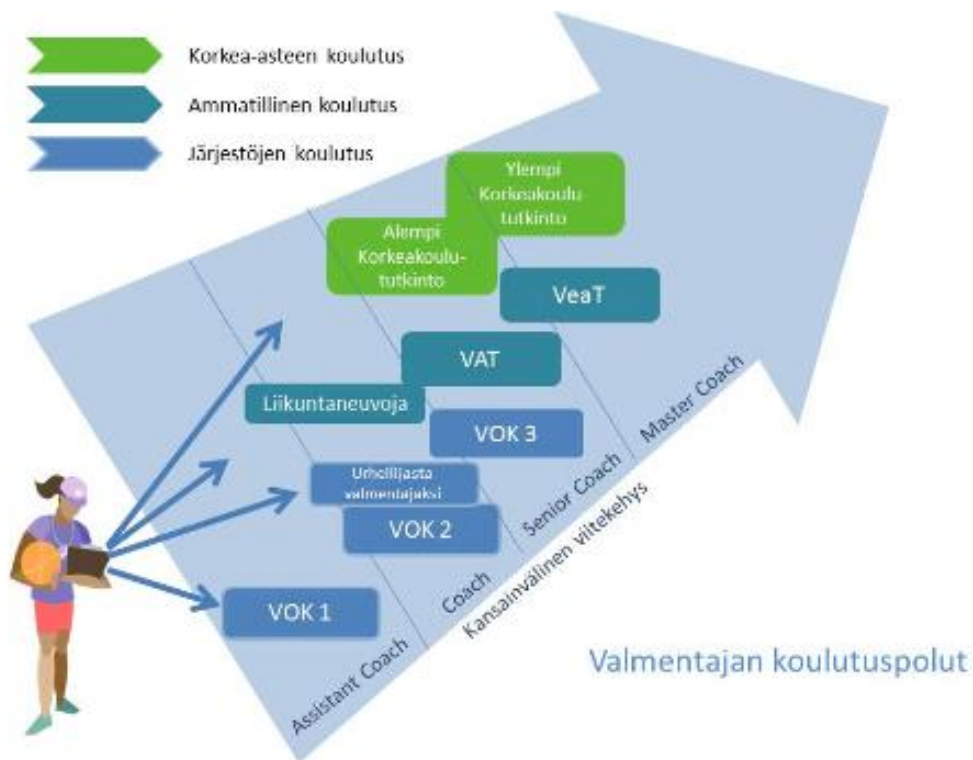 Korkea-asteen koulutus
Ammatillinen koulutus
Järjestöjen koulutus
Ylempi
Korkeakoulu-
tutkinto
Alempi
Korkeakoulu-
tutkinto
VeaT
VAT
Liikuntaneuvoja
VOK 3
Urheilijasta
valmentajaksi
VOK 2
VOK 1
Assistant Coach
Coach
Senior Coach
Master Coach
Kansainvälinen viitekehys
Valmentajan koulutuspolut